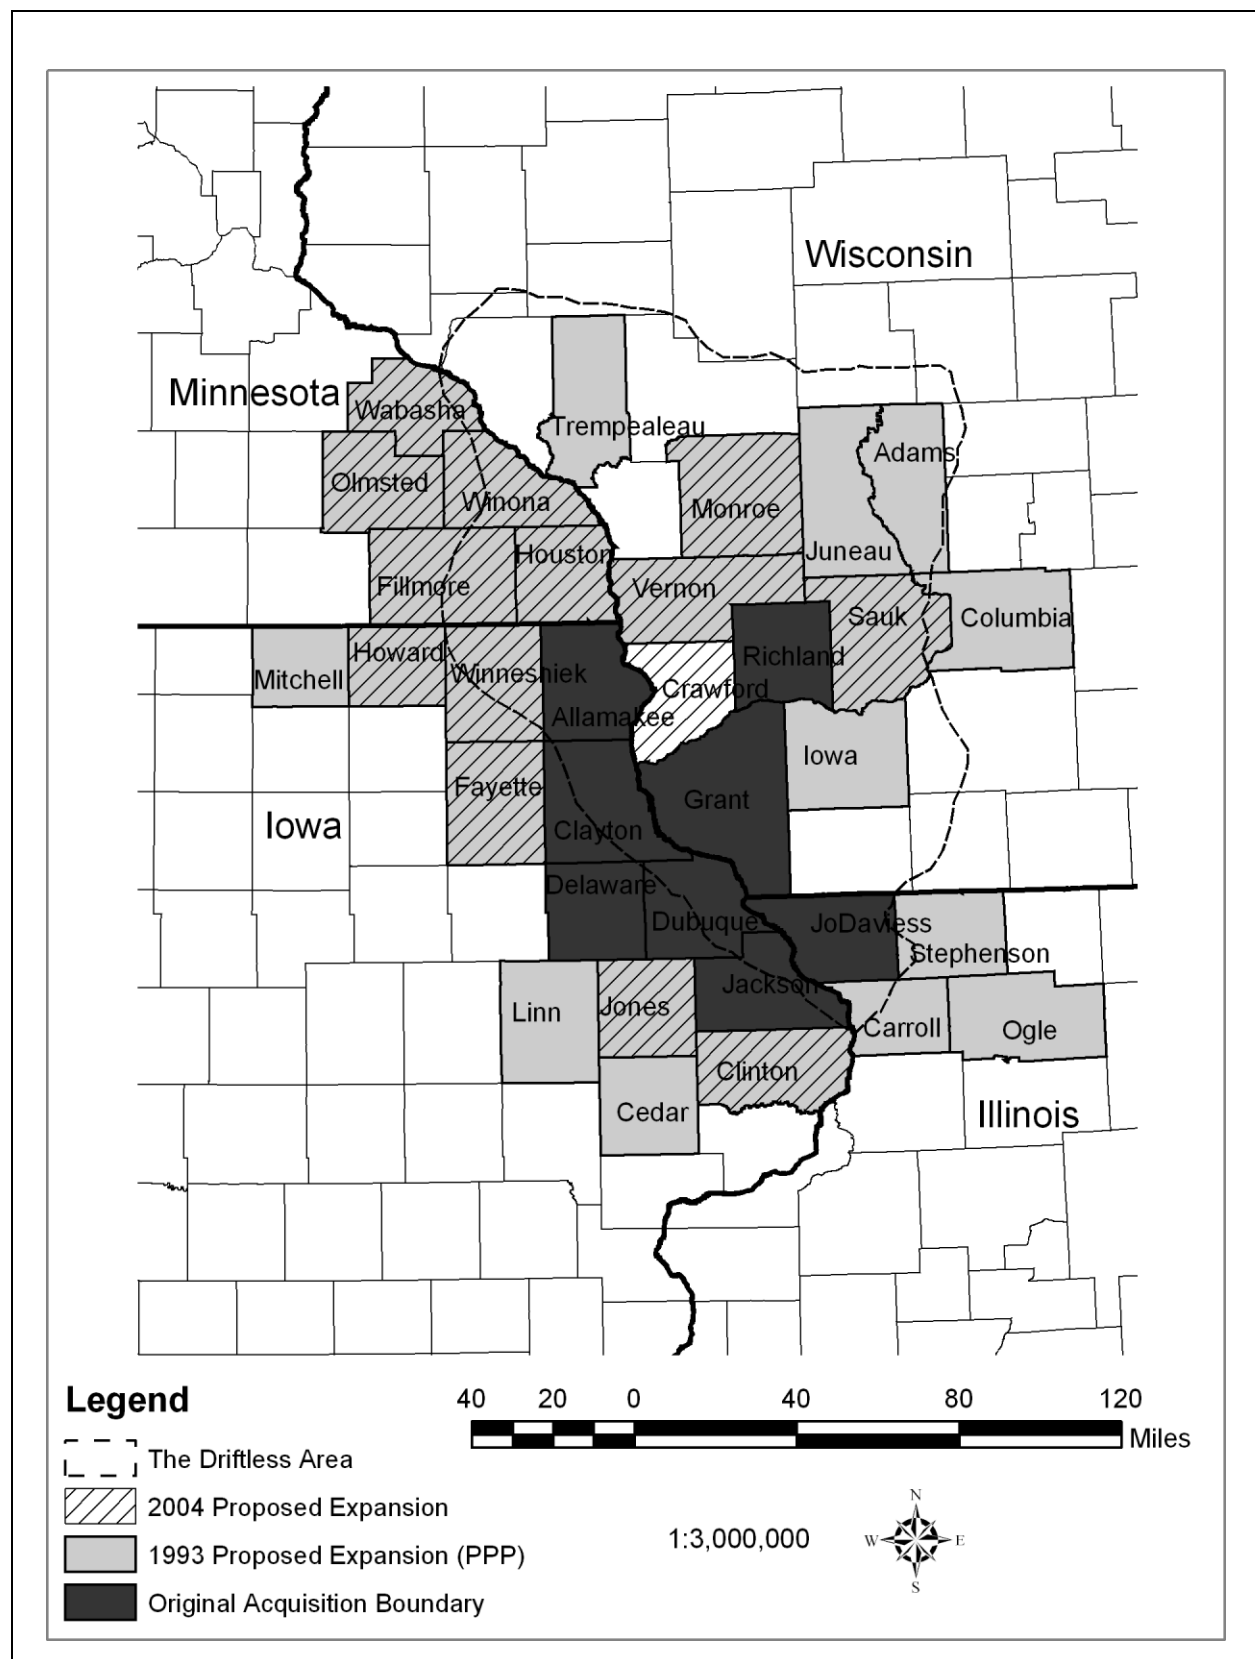 Wisconsin
Minnesota
Wabasha
Trempealeau
Adams
Olmsted
Winona
Monroe
Juneau
Houston
Fillmore
Vernon
Sauk
Columbia
Howard
Mitchell
Winneshiek
Richland
Crawford
Allamakee
Iowa
Fayette
Grant
Iowa
Clayton
Delaware
Dubuque
JoDaviess
Stephenson
Jackson
Linn
Jones
Carroll
Ogle
Clinton
Cedar
Illinois
Legend
40 20 0 40 80 120
Miles
The Driftless Area
2004 Proposed Expansion
1993 Proposed Expansion (PPP)
Original Acquisition Boundary
1:3,000,000
N
W E
S